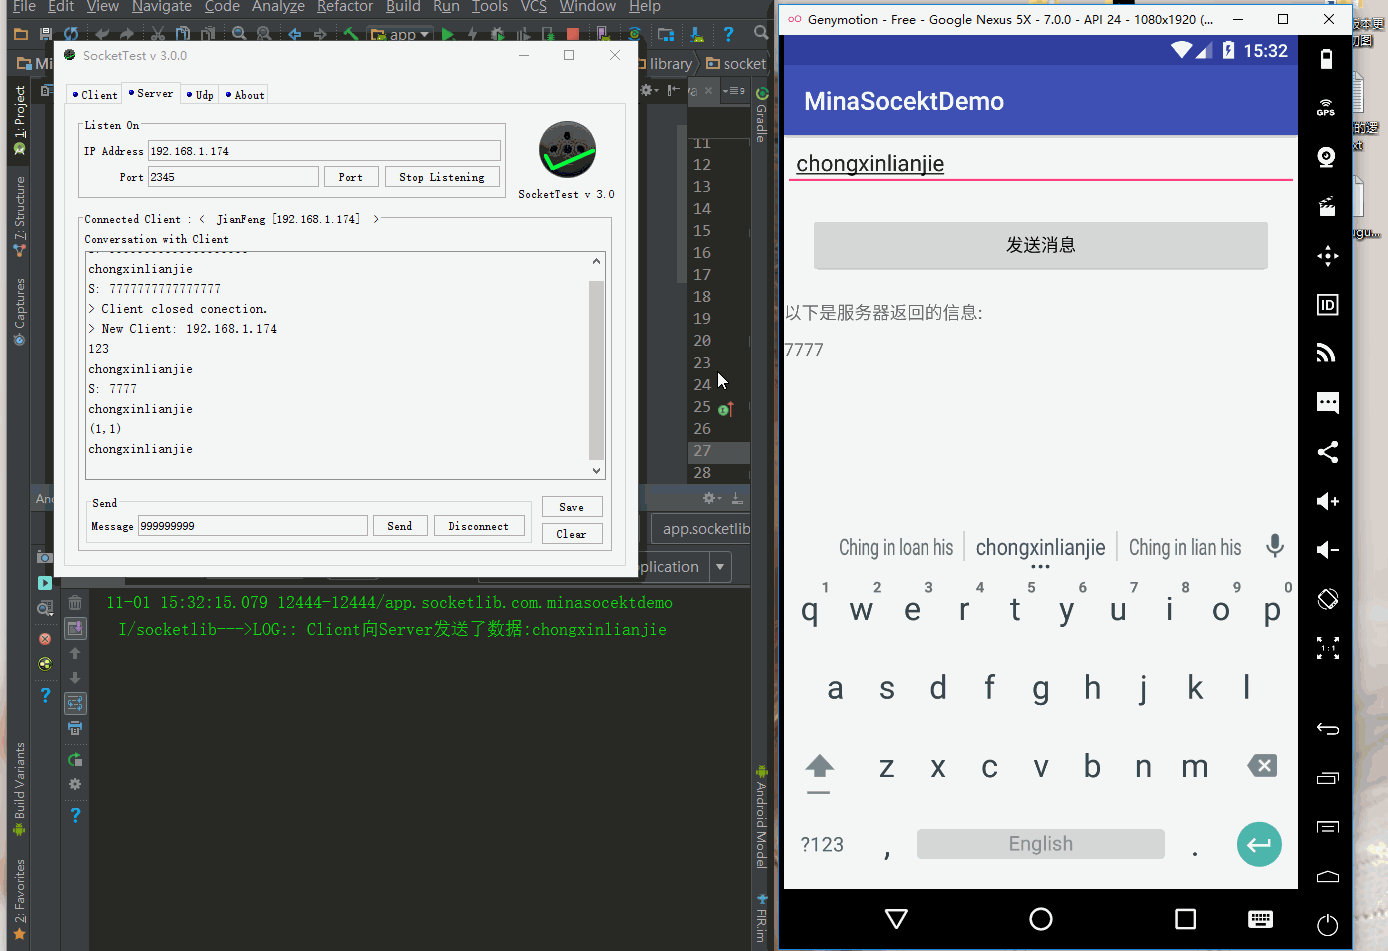 File Edit View Navigate Code Analyze Refactor Build Run Tools VCS Window Help
app
library
socket
SocketTest v 3.0.0
Client
Server
Udp
About
Listen On
IP Address 192.168.1.174
Port 2345
Port
Stop Listening
SocketTest v 3.0
Connected Client : < JianFeng [192.168.1.174] >
Conversation with Client
chongxinlianjie
S: 7777777777777777
> Client closed conection.
> New Client: 192.168.1.174
123
chongxinlianjie
S: 7777
chongxinlianjie
(1,1)
chongxinlianjie
Send
Message 999999999
Send
Disconnect
Save
Clear
1: Project
7: Structure
Captures
Build Variants
2: Favorites
11
12
13
14
15
16
17
18
19
20
23
24
25
26
27
28
Gradle
Android Model
FIR.im
app.socketlib
plication
11-01 15:32:15.079 12444-12444/app.socketlib.com.minasocektdemo
I/socketlib--->LOG:: Clicnt向Server发送了数据:chongxinlianjie
Genymotion - Free - Google Nexus 5X - 7.0.0 - API 24 - 1080x1920 (...
15:32
MinaSocektDemo
chongxinlianjie
发送消息
以下是服务器返回的信息:
7777
Ching in loan his
chongxinlianjie
Ching in lian his
1 2 3 4 5 6 7 8 9 0
q w e r t y u i o p
a s d f g h j k l
z x c v b n m
?123 , English .
GPS
ID
1:1